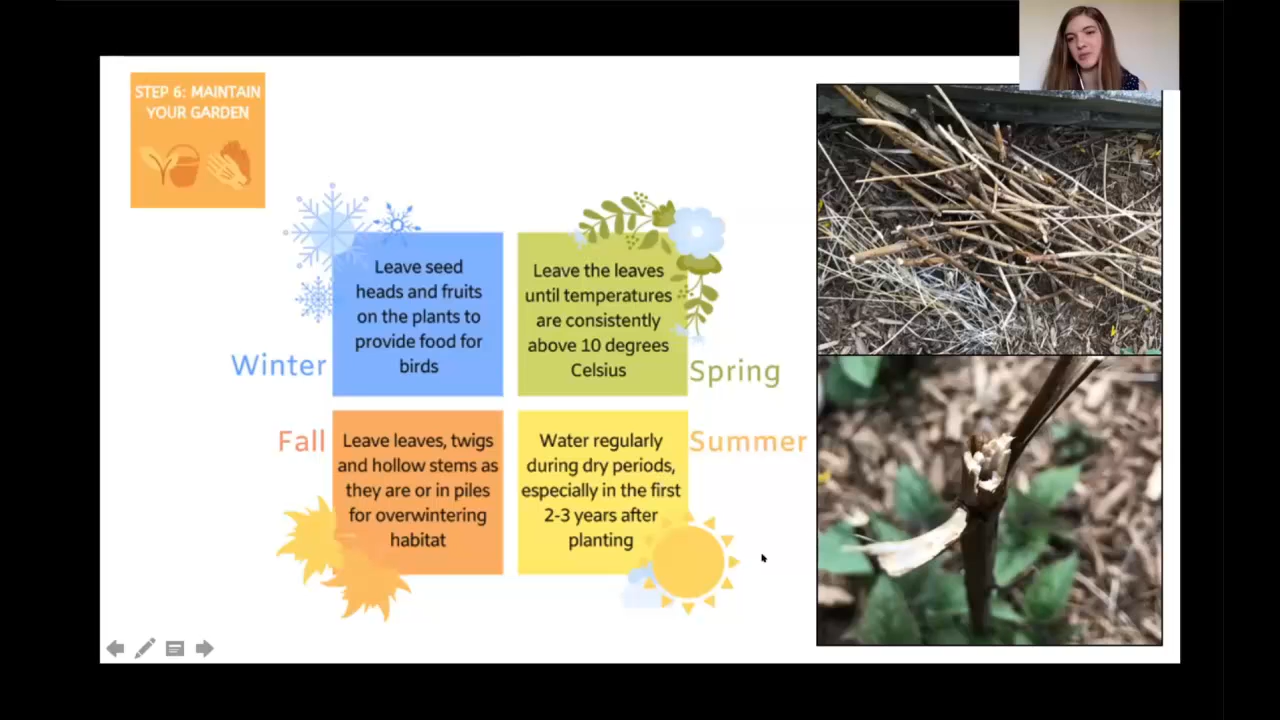 STEP 6: MAINTAIN
YOUR GARDEN
Winter
Leave seed
heads and fruits
on the plants to
provide food for
birds
Leave the leaves
until temperatures
are consistently
above 10 degrees
Celsius
Spring
Fall
Leave leaves, twigs
and hollow stems as
they are or in piles
for overwintering
habitat
Water regularly
during dry periods,
especially in the first
2-3 years after
planting
Summer